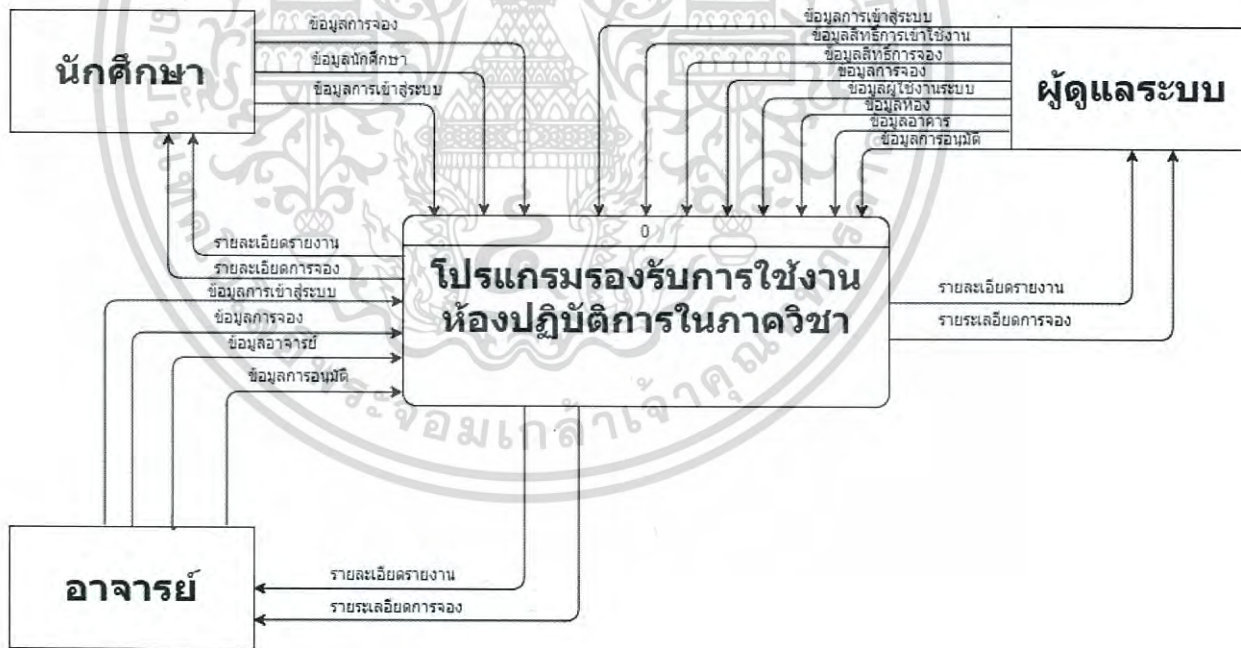 นักศึกษา
ข้อมูลการจอง
ข้อมูลนักศึกษา
ข้อมูลการเข้าสู่ระบบ
ข้อมูลการเข้าสู่ระบบ
ข้อมูลสิทธิ์การเข้าใช้งาน
ข้อมูลสิทธิ์การจอง
ข้อมูลการจอง
ข้อมูลผู้ใช้งานระบบ
ข้อมูลห้อง
ข้อมูลอาคาร
ข้อมูลการอนุมัติ
ผู้ดูแลระบบ
รายละเอียดรายงาน
รายละเอียดการจอง
ข้อมูลการเข้าสู่ระบบ
ข้อมูลการจอง
ข้อมูลอาจารย์
ข้อมูลการอนุมัติ
0
โปรแกรมรองรับการใช้งาน
ห้องปฏิบัติการในภาควิชา
รายละเอียดรายงาน
รายระเลอียดการจอง
อาจารย์
รายละเอียดรายงาน
รายระเลอียดการจอง